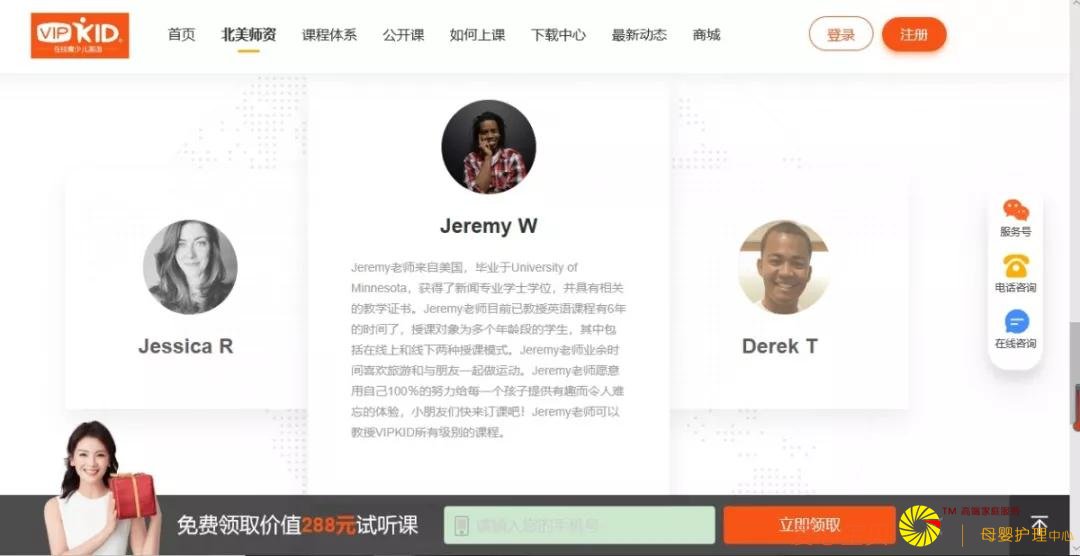 VIPKID
在线青少儿英语
首页 北美师资 课程体系 公开课 如何上课 下载中心 最新动态 商城
登录 注册
Jeremy W
Jeremy老师来自美国，毕业于University of
Minnesota，获得了新闻专业学士学位，并具有相关
的教学证书。Jeremy老师目前已教授英语课程有6年
的时间了，授课对象为多个年龄段的学生，其中包
括在线上和线下两种授课模式。Jeremy老师业余时
间喜欢旅游和与朋友一起做运动。Jeremy老师愿意
用自己100％的努力给每一个孩子提供有趣而令人难
忘的体验，小朋友们快来订课吧！Jeremy老师可以
教授VIPKID所有级别的课程。
Jessica R
Derek T
服务号
电话咨询
在线咨询
免费领取价值288元试听课
请输入您的手机号
立即领取
TM 高端家庭服务
母婴护理中心